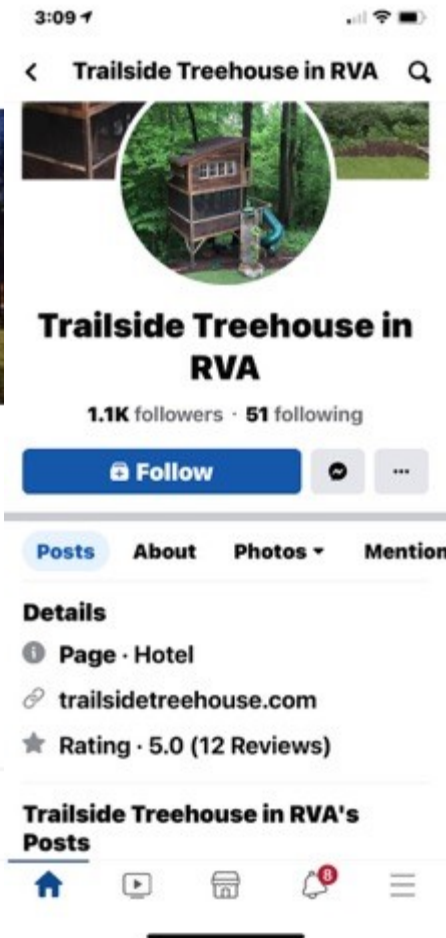 3:09
Trailside Treehouse in RVA
Trailside Treehouse in
RVA
1.1K followers · 51 following
Follow
Posts About Photos Mention
Details
Page · Hotel
trailsidetreehouse.com
Rating · 5.0 (12 Reviews)
Trailside Treehouse in RVA's
Posts
8